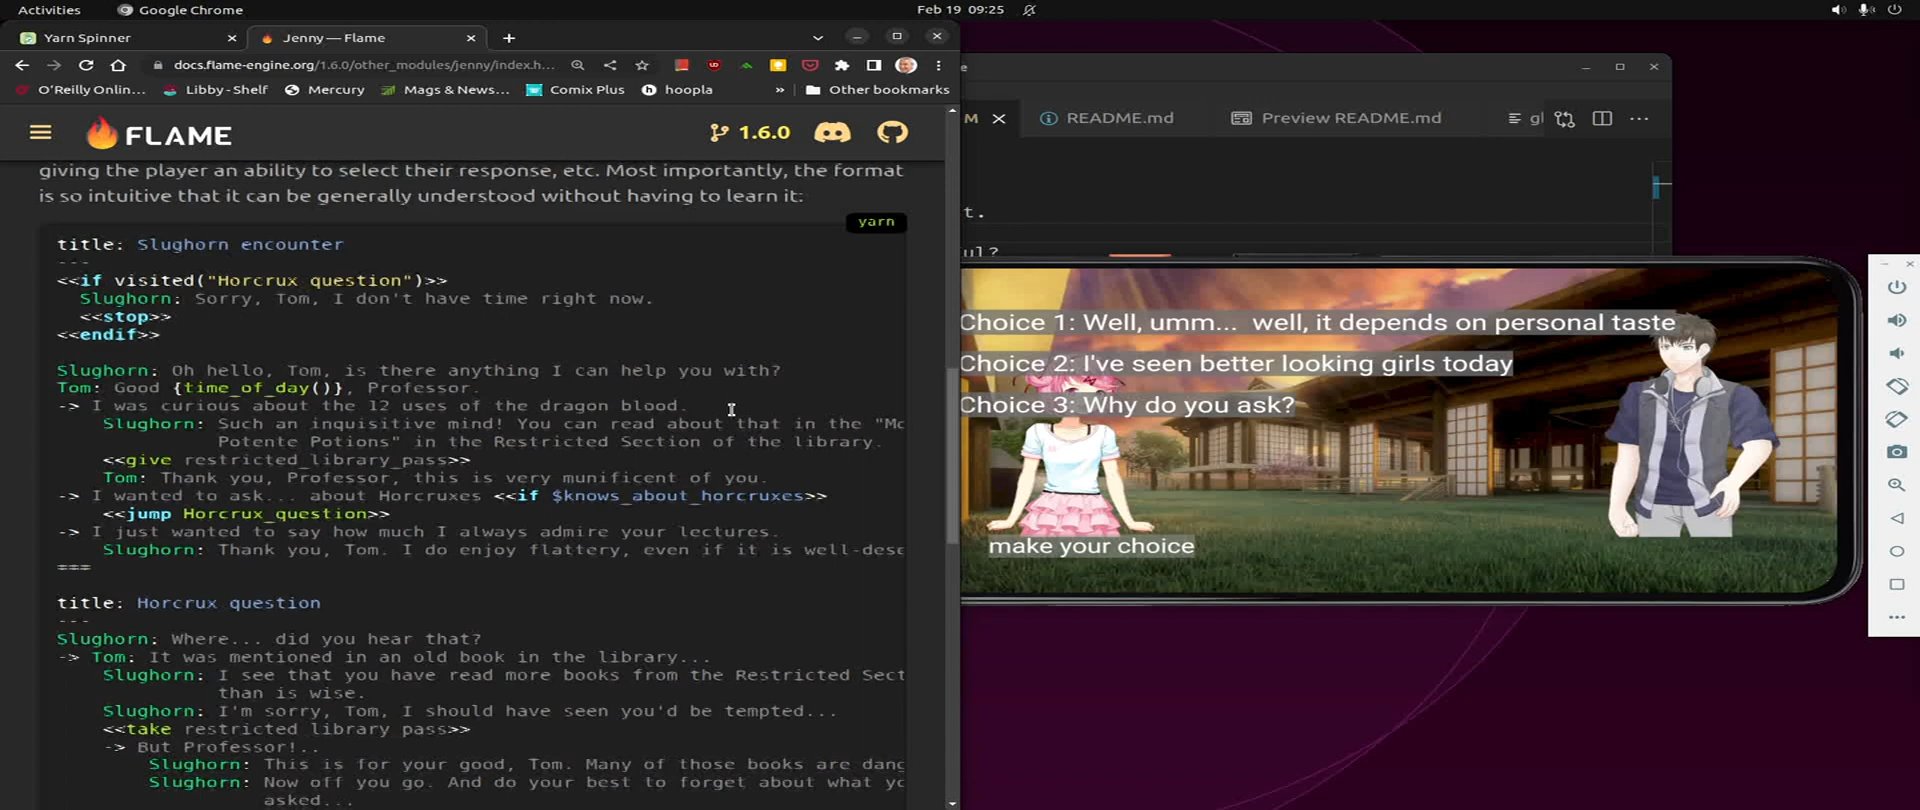 Activities
Google Chrome
Feb 19 09:25
Yarn Spinner
Jenny — Flame
docs.flame-engine.org/1.6.0/other_modules/jenny/index.h...
O'Reilly Onlin...
Libby - Shelf
Mercury
Mags & News...
Comix Plus
hoopla
»
Other bookmarks
FLAME
1.6.0
giving the player an ability to select their response, etc. Most importantly, the format
is so intuitive that it can be generally understood without having to learn it:
yarn
title: Slughorn encounter
---
<<if visited("Horcrux question")>>
Slughorn: Sorry, Tom, I don't have time right now.
<<stop>>
<<endif>>
Slughorn: Oh hello, Tom, is there anything I can help you with?
Tom: Good {time_of_day()}, Professor.
-> I was curious about the 12 uses of the dragon blood.
Slughorn: Such an inquisitive mind! You can read about that in the "Mo
Potente Potions" in the Restricted Section of the library.
<<give restricted_library_pass>>
Tom: Thank you, Professor, this is very munificent of you.
-> I wanted to ask... about Horcruxes <<if $knows_about_horcruxes>>
<<jump Horcrux_question>>
-> I just wanted to say how much I always admire your lectures.
Slughorn: Thank you, Tom. I do enjoy flattery, even if it is well-dese
===
title: Horcrux question
---
Slughorn: Where... did you hear that?
-> Tom: It was mentioned in an old book in the library...
Slughorn: I see that you have read more books from the Restricted Sect
than is wise.
Slughorn: I'm sorry, Tom, I should have seen you'd be tempted...
<<take restricted_library_pass>>
-> But Professor!..
Slughorn: This is for your good, Tom. Many of those books are dang
Slughorn: Now off you go. And do your best to forget about what yo
asked...
e
M
README.md
Preview README.md
gl
t.
ul?
Choice 1: Well, umm... well, it depends on personal taste
Choice 2: I've seen better looking girls today
Choice 3: Why do you ask?
make your choice